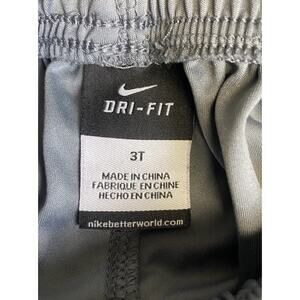 DRI-FIT
3T
MADE IN CHINA
FABRIQUE EN CHINE
HECHO EN CHINA
nikebetterworld.com